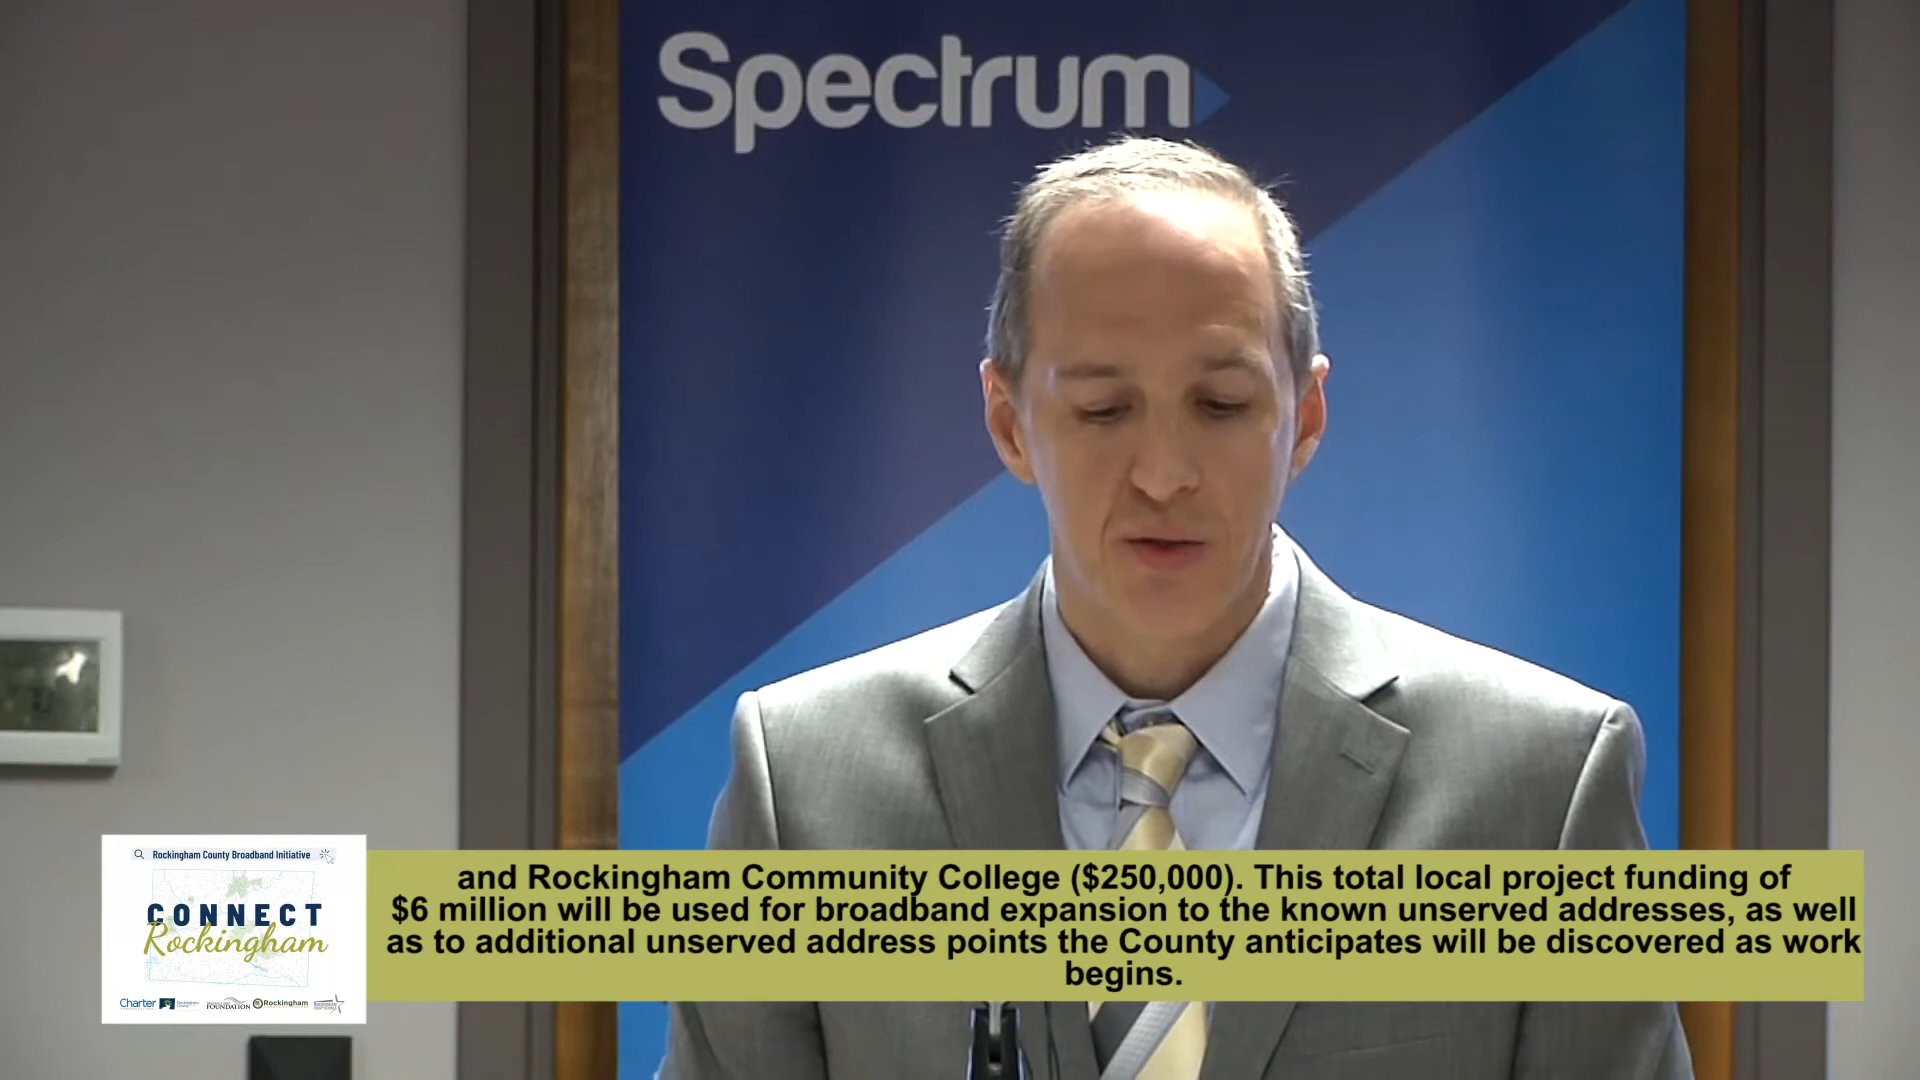 Spectrum
Rockingham County Broadband Initiative
CONNECT
Rockingham
Charter
FOUNDATION
Rockingham
and Rockingham Community College ($250,000). This total local project funding of
$6 million will be used for broadband expansion to the known unserved addresses, as well
as to additional unserved address points the County anticipates will be discovered as work
begins.